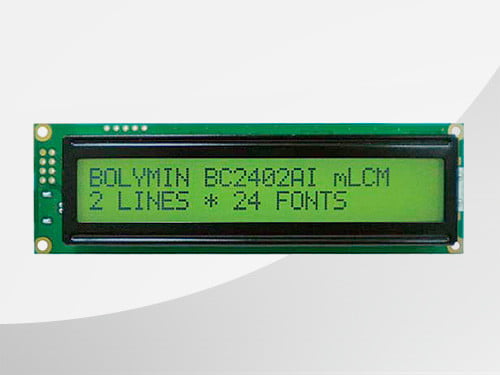 BOLYMIN BC2402AI mLCM
2 LINES * 24 FONTS